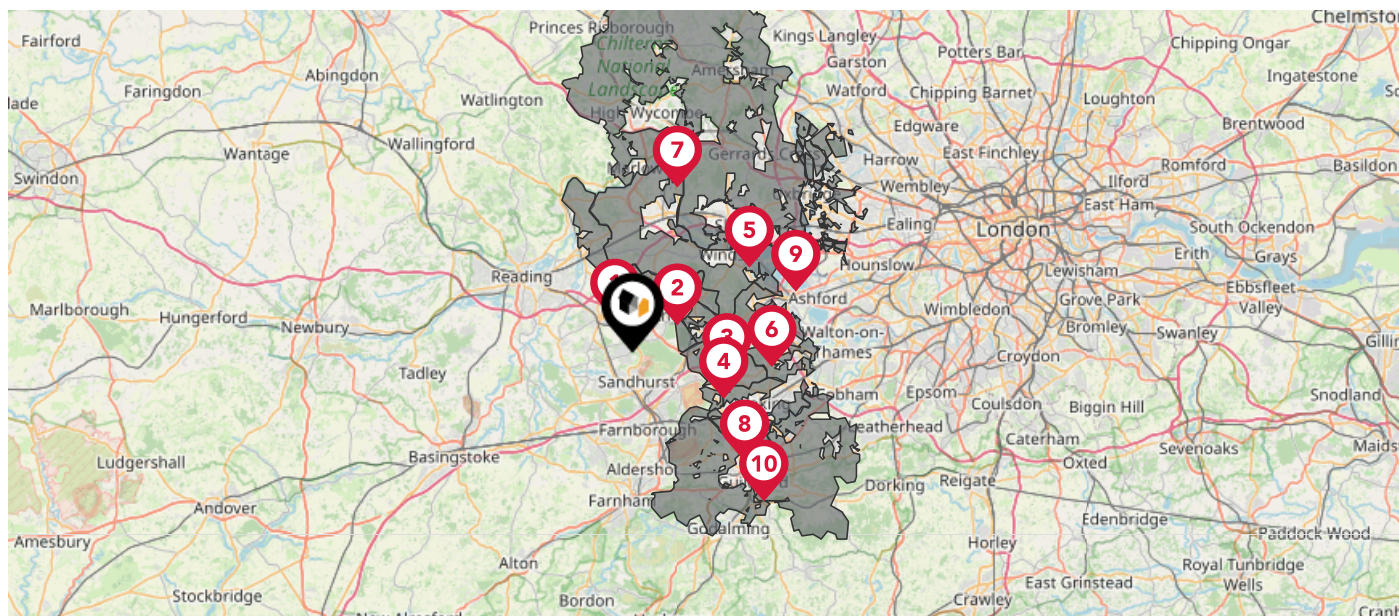 Chelmsfo
Princes Risborough
Kings Langley
Fairford
Chiltern
National
Landscape
Potters Bar
Chipping Ongar
Garston
Abingdon
Amersham
Ingatestone
lade
Faringdon
Watlington
Watford
Chipping Barnet
Loughton
High Wycombe
Brentwood
Edgware
Wallingford
Wantage
7
Gerrards Cross
Harrow
East Finchley
Romford
Basildon
Swindon
Wembley
Ilford
East Ham
5
Ealing
London
South Ockendon
9
Erith
Grays
Reading
2
Hounslow
Lewisham
Ashford
Grove Park
Ebbsfleet
Valley
Marlborough
Hungerford
Newbury
Wimbledon
Bromley
3
6
Walton-on-
Thames
Swanley
Gillin
4
Croydon
Tadley
Sandhurst
Cobham
Epsom
Coulsdon
Biggin Hill
Snodland
8
Farnborough
Leatherhead
Caterham
Sevenoaks
Maids
Basingstoke
Ludgershall
Aldersho
10
Oxted
Guildford
Dorking
Reigate
Andover
Farnham
Edenbridge
Godalming
Paddock Wood
Amesbury
Horley
Alton
Royal Tunbridge
Wells
East Grinstead
Stockbridge
Bordon
Crawley